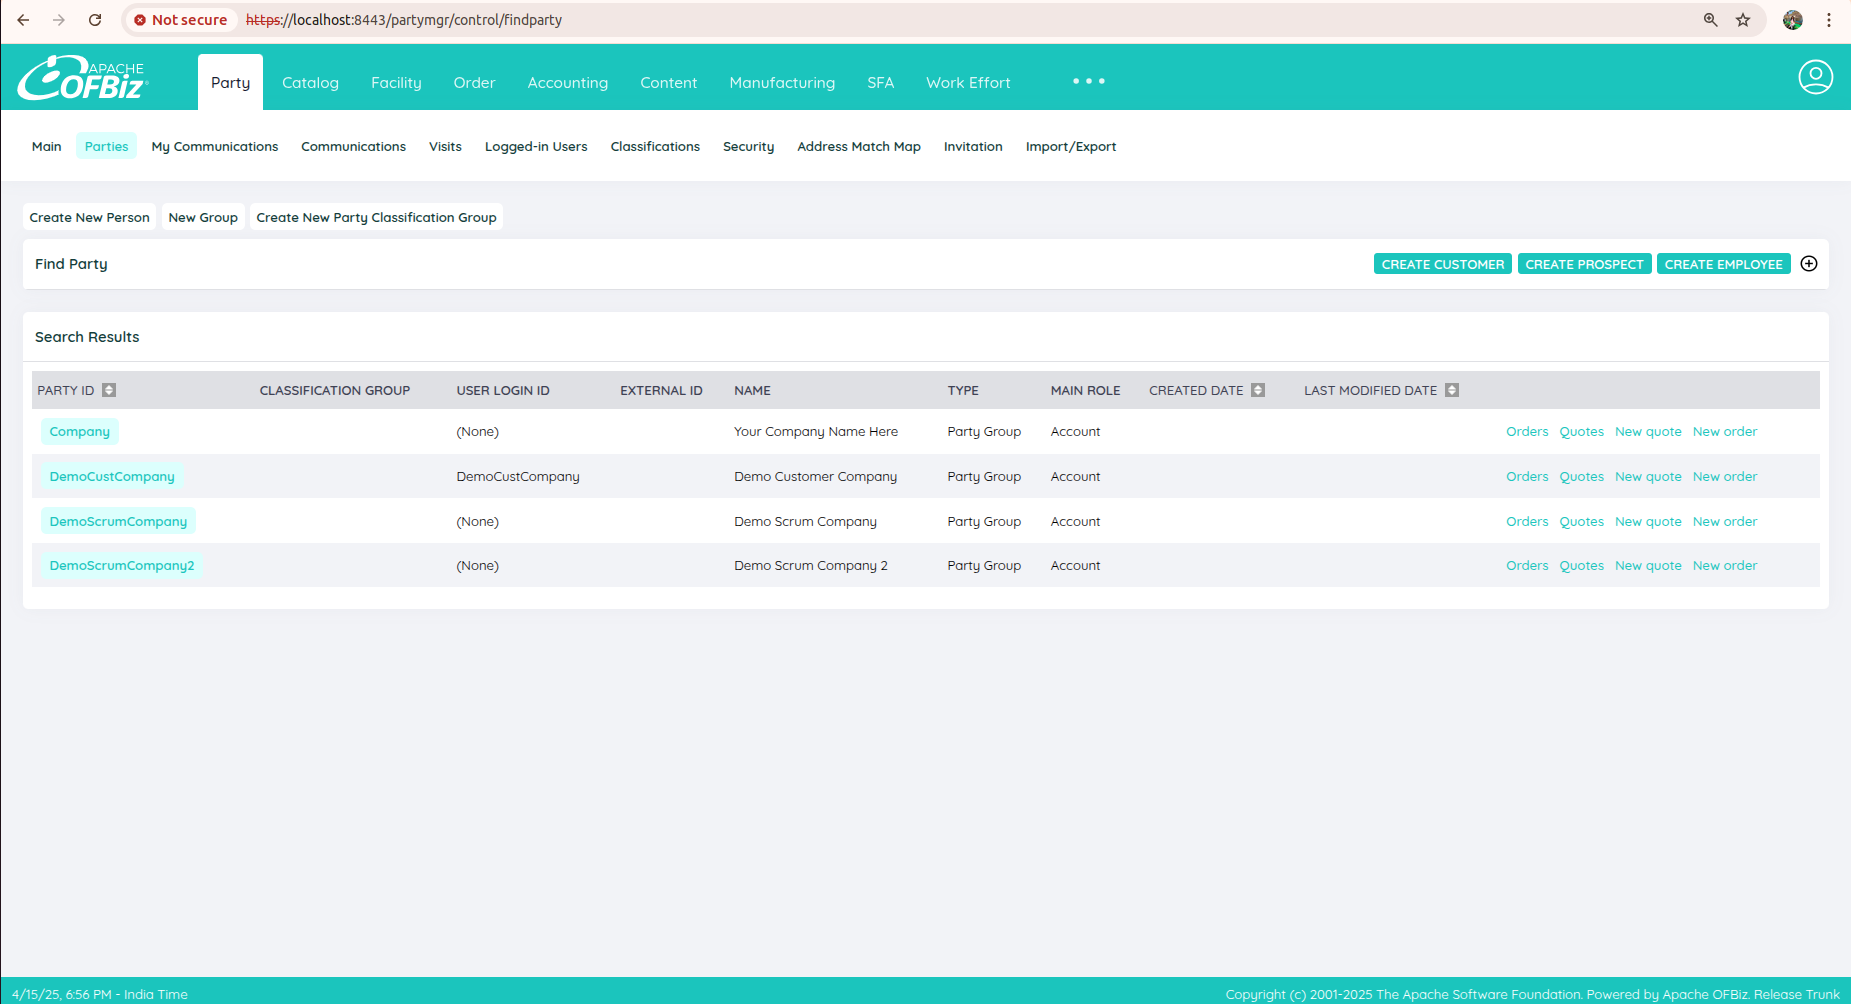 Not secure https://localhost:8443/partymgr/control/findparty
APACHE OFBiz Party Catalog Facility Order Accounting Content Manufacturing SFA Work Effort
Main Parties My Communications Communications Visits Logged-in Users Classifications Security Address Match Map Invitation Import/Export
Create New Person New Group Create New Party Classification Group
Find Party CREATE CUSTOMER CREATE PROSPECT CREATE EMPLOYEE
Search Results
PARTY ID CLASSIFICATION GROUP USER LOGIN ID EXTERNAL ID NAME TYPE MAIN ROLE CREATED DATE LAST MODIFIED DATE
Company (None) Your Company Name Here Party Group Account Orders Quotes New quote New order
DemoCustCompany DemoCustCompany Demo Customer Company Party Group Account Orders Quotes New quote New order
DemoScrumCompany (None) Demo Scrum Company Party Group Account Orders Quotes New quote New order
DemoScrumCompany2 (None) Demo Scrum Company 2 Party Group Account Orders Quotes New quote New order
4/15/25, 6:56 PM - India Time Copyright (c) 2001-2025 The Apache Software Foundation. Powered by Apache OFBiz. Release Trunk